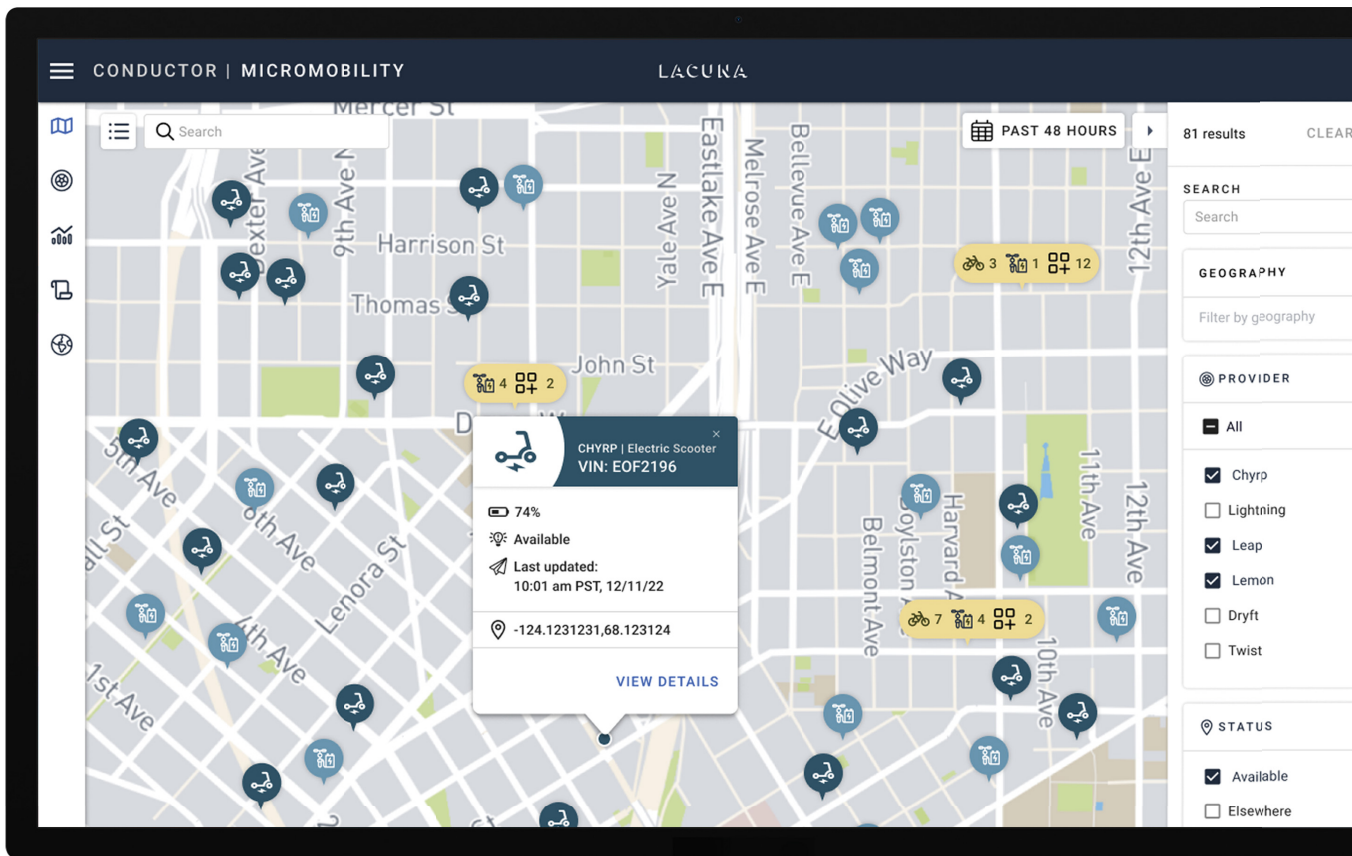 CONDUCTOR | MICROMOBILITY
LACUNA
Search
PAST 48 HOURS
Mercer St
Dexter Ave
9th Ave N
Harrison St
Thomas S
John St
Yale Ave N
Eastlake Ave E
Melrose Ave E
Bellevue Ave E
12th Ave E
E Olive Way
3 1 12
4 2
CHYRP | Electric Scooter
VIN: EOF2196
74%
Available
Last updated:
10:01 am PST, 12/11/22
-124.1231231,68.123124
VIEW DETAILS
5th Ave
6th Ave
Lenora St
4th Ave
1st Ave
Belmont Ave
Boylston A
Harvard A
11th Ave
12th Ave
10th Ave
7 4 2
81 results
CLEAR
SEARCH
Search
GEOGRAPHY
Filter by geography
PROVIDER
All
Chyrp
Lightning
Leap
Lemon
Dryft
Twist
STATUS
Available
Elsewhere